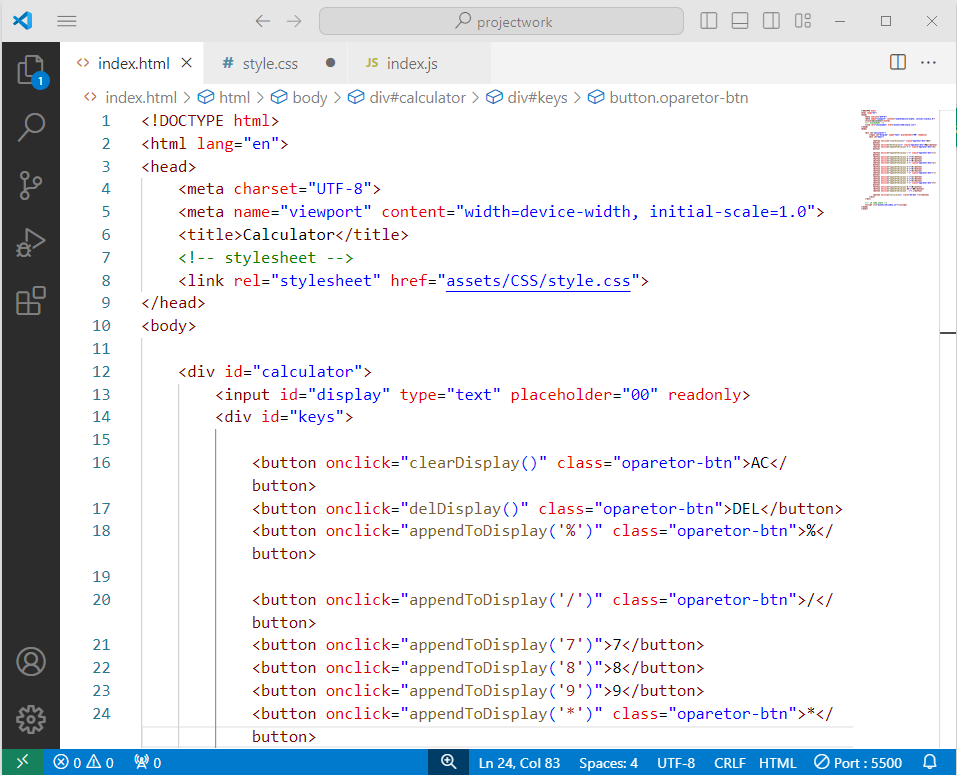 projectwork
1
<> index.html ×
# style.css ●
JS index.js
<> index.html > html > body > div#calculator > div#keys > button.oparetor-btn
1 <!DOCTYPE html>
2 <html lang="en">
3 <head>
4 <meta charset="UTF-8">
5 <meta name="viewport" content="width=device-width, initial-scale=1.0">
6 <title>Calculator</title>
7 <!-- stylesheet -->
8 <link rel="stylesheet" href="assets/CSS/style.css">
9 </head>
10 <body>
11
12 <div id="calculator">
13 <input id="display" type="text" placeholder="00" readonly>
14 <div id="keys">
15
16 <button onclick="clearDisplay()" class="oparetor-btn">AC</
button>
17 <button onclick="delDisplay()" class="oparetor-btn">DEL</button>
18 <button onclick="appendToDisplay('%')" class="oparetor-btn">%</
button>
19
20 <button onclick="appendToDisplay('/')" class="oparetor-btn">/</
button>
21 <button onclick="appendToDisplay('7')">7</button>
22 <button onclick="appendToDisplay('8')">8</button>
23 <button onclick="appendToDisplay('9')">9</button>
24 <button onclick="appendToDisplay('*')" class="oparetor-btn">*</
button>
0 0 0 Ln 24, Col 83 Spaces: 4 UTF-8 CRLF HTML Port : 5500